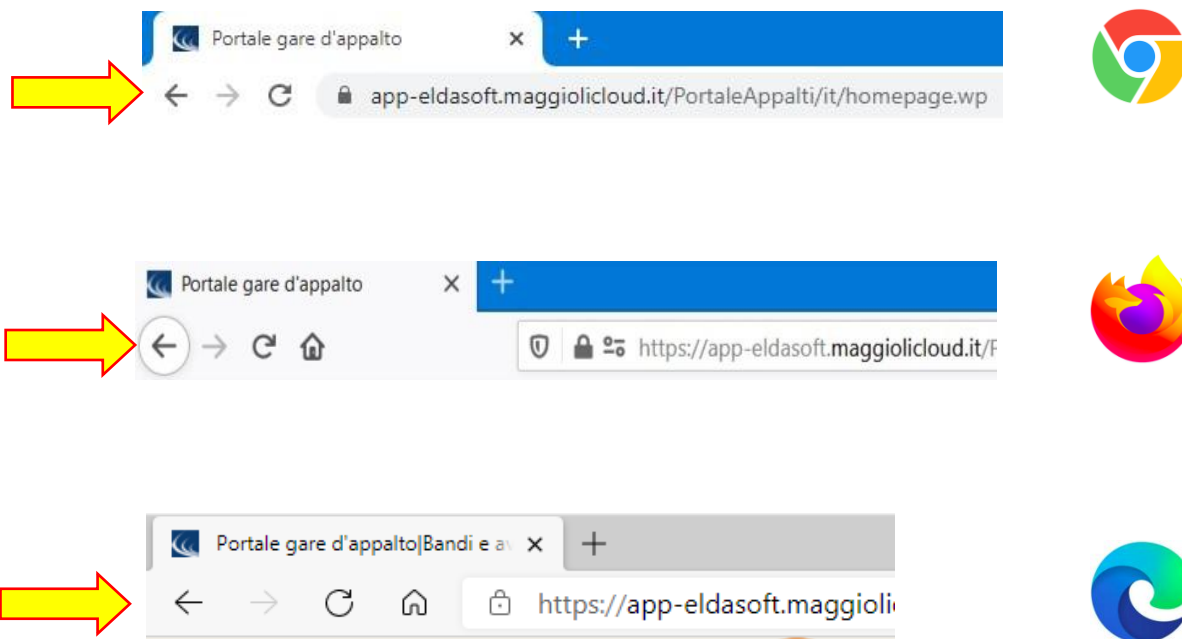 Portale gare d'appalto
app-eldasoft.maggiolicloud.it/PortaleAppalti/it/homepage.wp
Portale gare d'appalto
https://app-eldasoft.maggiolicloud.it/
Portale gare d'appalto|Bandi e a
https://app-eldasoft.maggioli